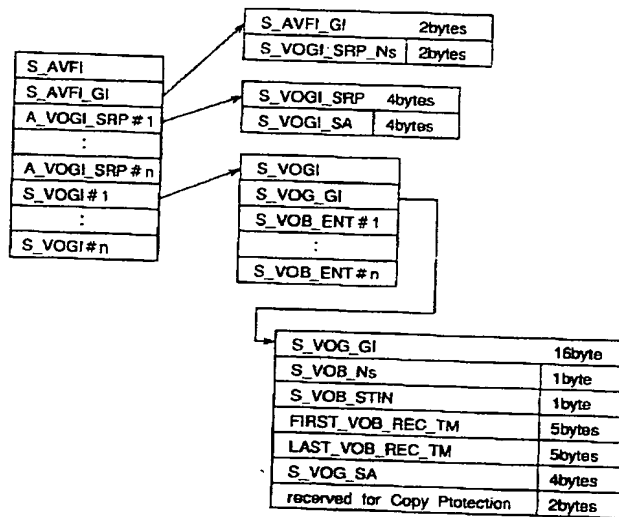 S_AVFI
S_AVFI_GI
A_VOGI_SRP#1
:
A_VOGI_SRP#n
S_VOGI#1
:
S_VOGI#n
S_AVFI_GI 2bytes
S_VOGI_SRP_Ns 2bytes
S_VOGI_SRP 4bytes
S_VOGI_SA 4bytes
S_VOGI
S_VOG_GI
S_VOB_ENT#1
:
S_VOB_ENT#n
S_VOG_GI 16byte
S_VOB_Ns 1byte
S_VOB_STIN 1byte
FIRST_VOB_REC_TM 5bytes
LAST_VOB_REC_TM 5bytes
S_VOG_SA 4bytes
reserved for Copy Ptotection 2bytes